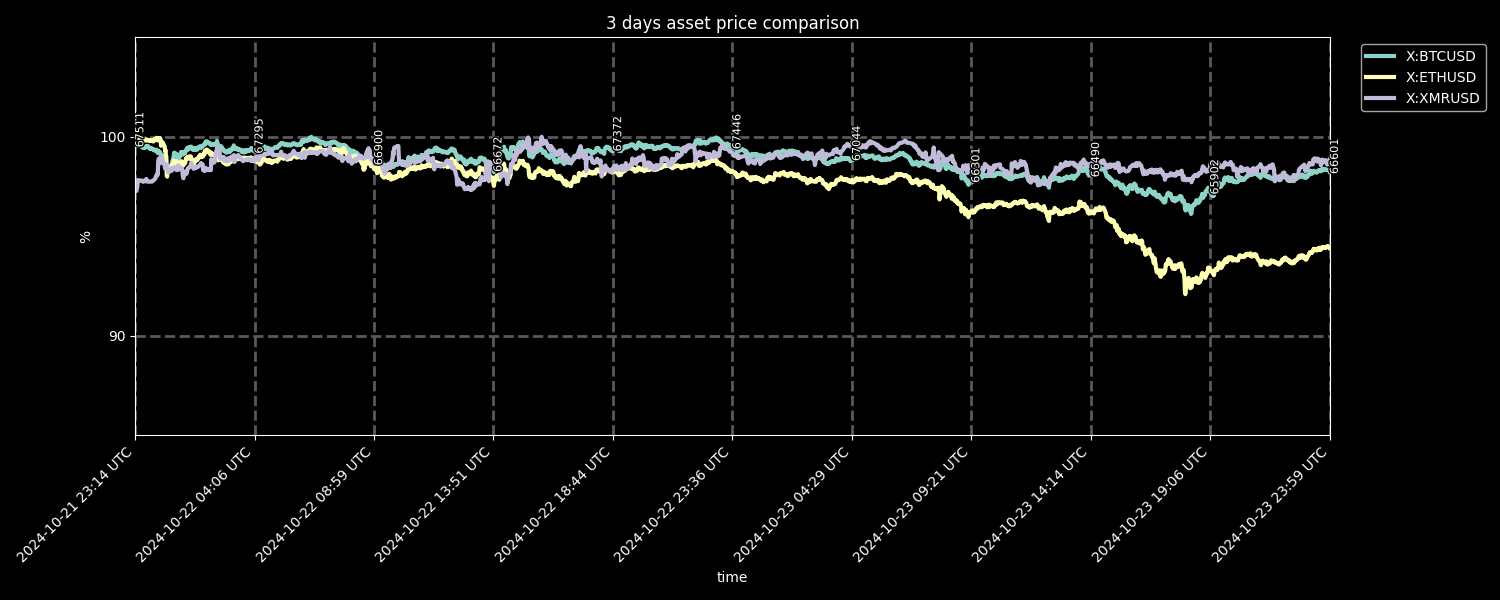 3 days asset price comparison
X:BTCUSD
X:ETHUSD
X:XMRUSD
100
90
%
67511
67295
66900
66672
67372
67446
67044
66301
66490
65902
66601
2024-10-21 23:14 UTC
2024-10-22 04:06 UTC
2024-10-22 08:59 UTC
2024-10-22 13:51 UTC
2024-10-22 18:44 UTC
2024-10-22 23:36 UTC
2024-10-23 04:29 UTC
2024-10-23 09:21 UTC
2024-10-23 14:14 UTC
2024-10-23 19:06 UTC
2024-10-23 23:59 UTC
time